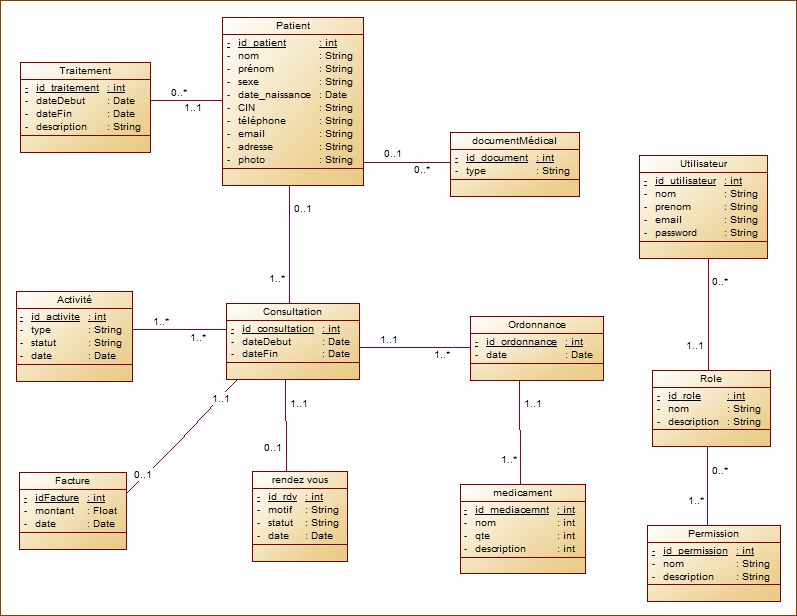 Patient
- id_patient : int
- nom : String
- prénom : String
- sexe : String
- date_naissance : Date
- CIN : String
- téléphone : String
- email : String
- adresse : String
- photo : String
Traitement
- id_traitement : int
- dateDebut : Date
- dateFin : Date
- description : String
0..*
1..1
documentMédical
- id_document : int
- type : String
0..1
0..*
Utilisateur
- id_utilisateur : int
- nom : String
- prenom : String
- email : String
- password : String
0..1
1..*
0..*
1..1
Activité
- id_activite : int
- type : String
- statut : String
- date : Date
1..*
1..*
Consultation
- id_consultation : int
- dateDebut : Date
- dateFin : Date
1..1
1..*
Ordonnance
- id_ordonnance : int
- date : Date
Role
- id_role : int
- nom : String
- description : String
1..1
0..1
1..1
0..1
1..1
1..*
0..*
1..*
Facture
- idFacture : int
- montant : Float
- date : Date
rendez vous
- id_rdv : int
- motif : String
- statut : String
- date : Date
medicament
- id_mediacemnt : int
- nom : int
- qte : int
- description : int
Permission
- id_permission : int
- nom : String
- description : String